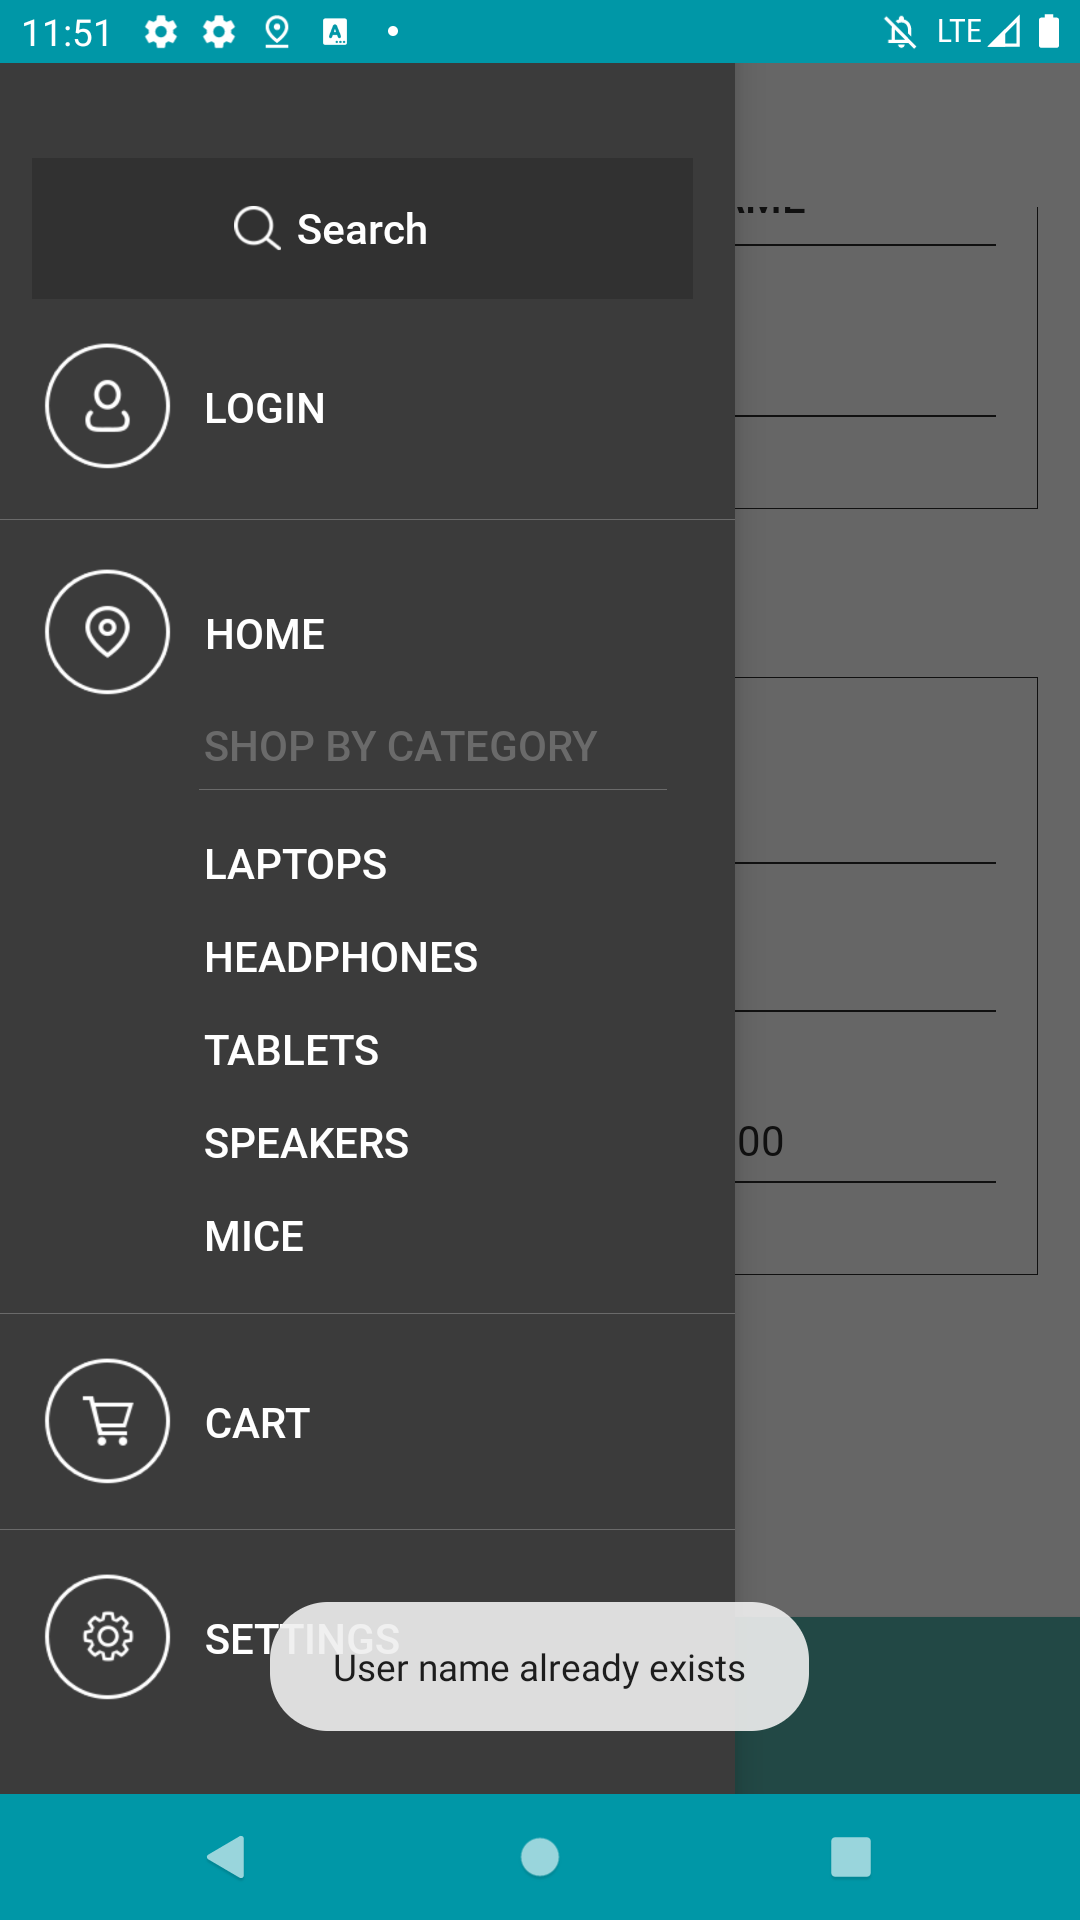 11:51 LTE
Search
LOGIN
HOME
SHOP BY CATEGORY
LAPTOPS
HEADPHONES
TABLETS
SPEAKERS
00
MICE
CART
SETTINGS
User name already exists